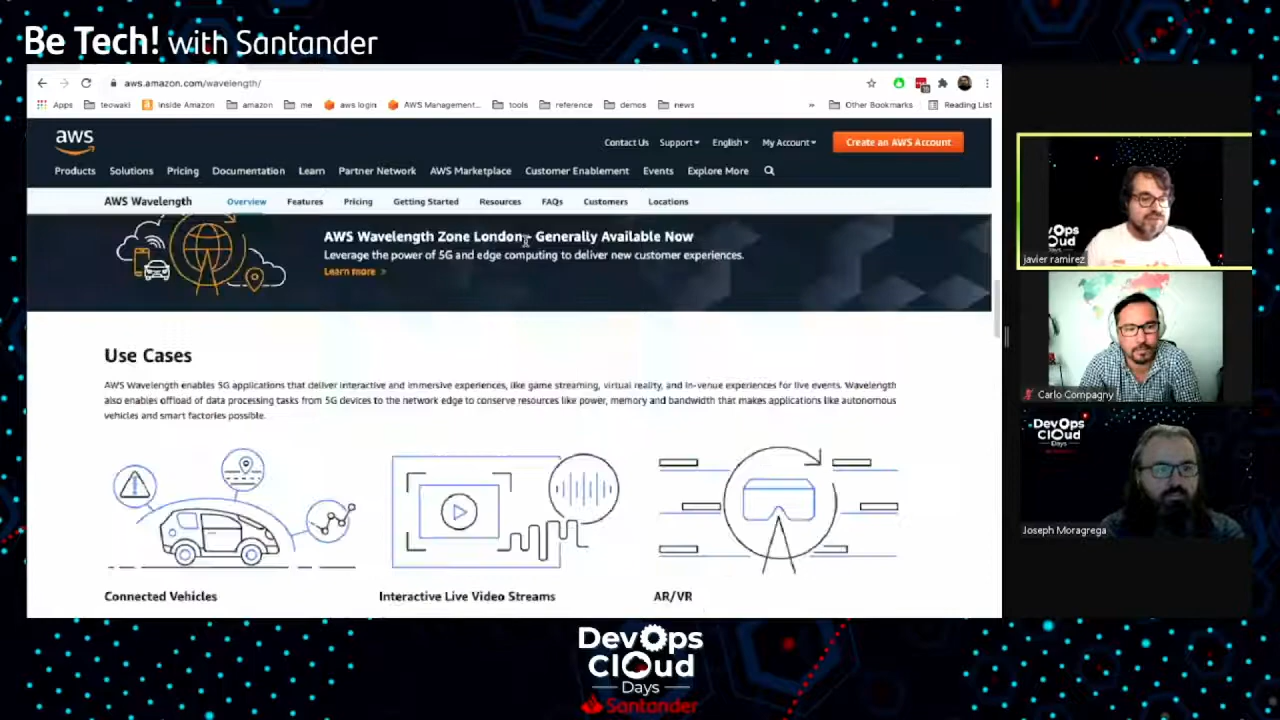 Be Tech! with Santander
aws.amazon.com/wavelength/
Apps teowaki Inside Amazon amazon me aws login AWS Management... tools reference demos news » Other Bookmarks Reading List
aws
Contact Us Support English My Account Create an AWS Account
Products Solutions Pricing Documentation Learn Partner Network AWS Marketplace Customer Enablement Events Explore More
AWS Wavelength Overview Features Pricing Getting Started Resources FAQs Customers Locations
AWS Wavelength Zone London - Generally Available Now
Leverage the power of 5G and edge computing to deliver new customer experiences.
Learn more >
Use Cases
AWS Wavelength enables 5G applications that deliver interactive and immersive experiences, like game streaming, virtual reality, and in-venue experiences for live events. Wavelength
also enables offload of data processing tasks from 5G devices to the network edge to conserve resources like power, memory and bandwidth that makes applications like autonomous
vehicles and smart factories possible.
Connected Vehicles Interactive Live Video Streams AR/VR
javier ramirez
Carlo Compagny
DevOps
Cloud
Days
Joseph Moragrega
DevOps
Cloud
Days
Santander